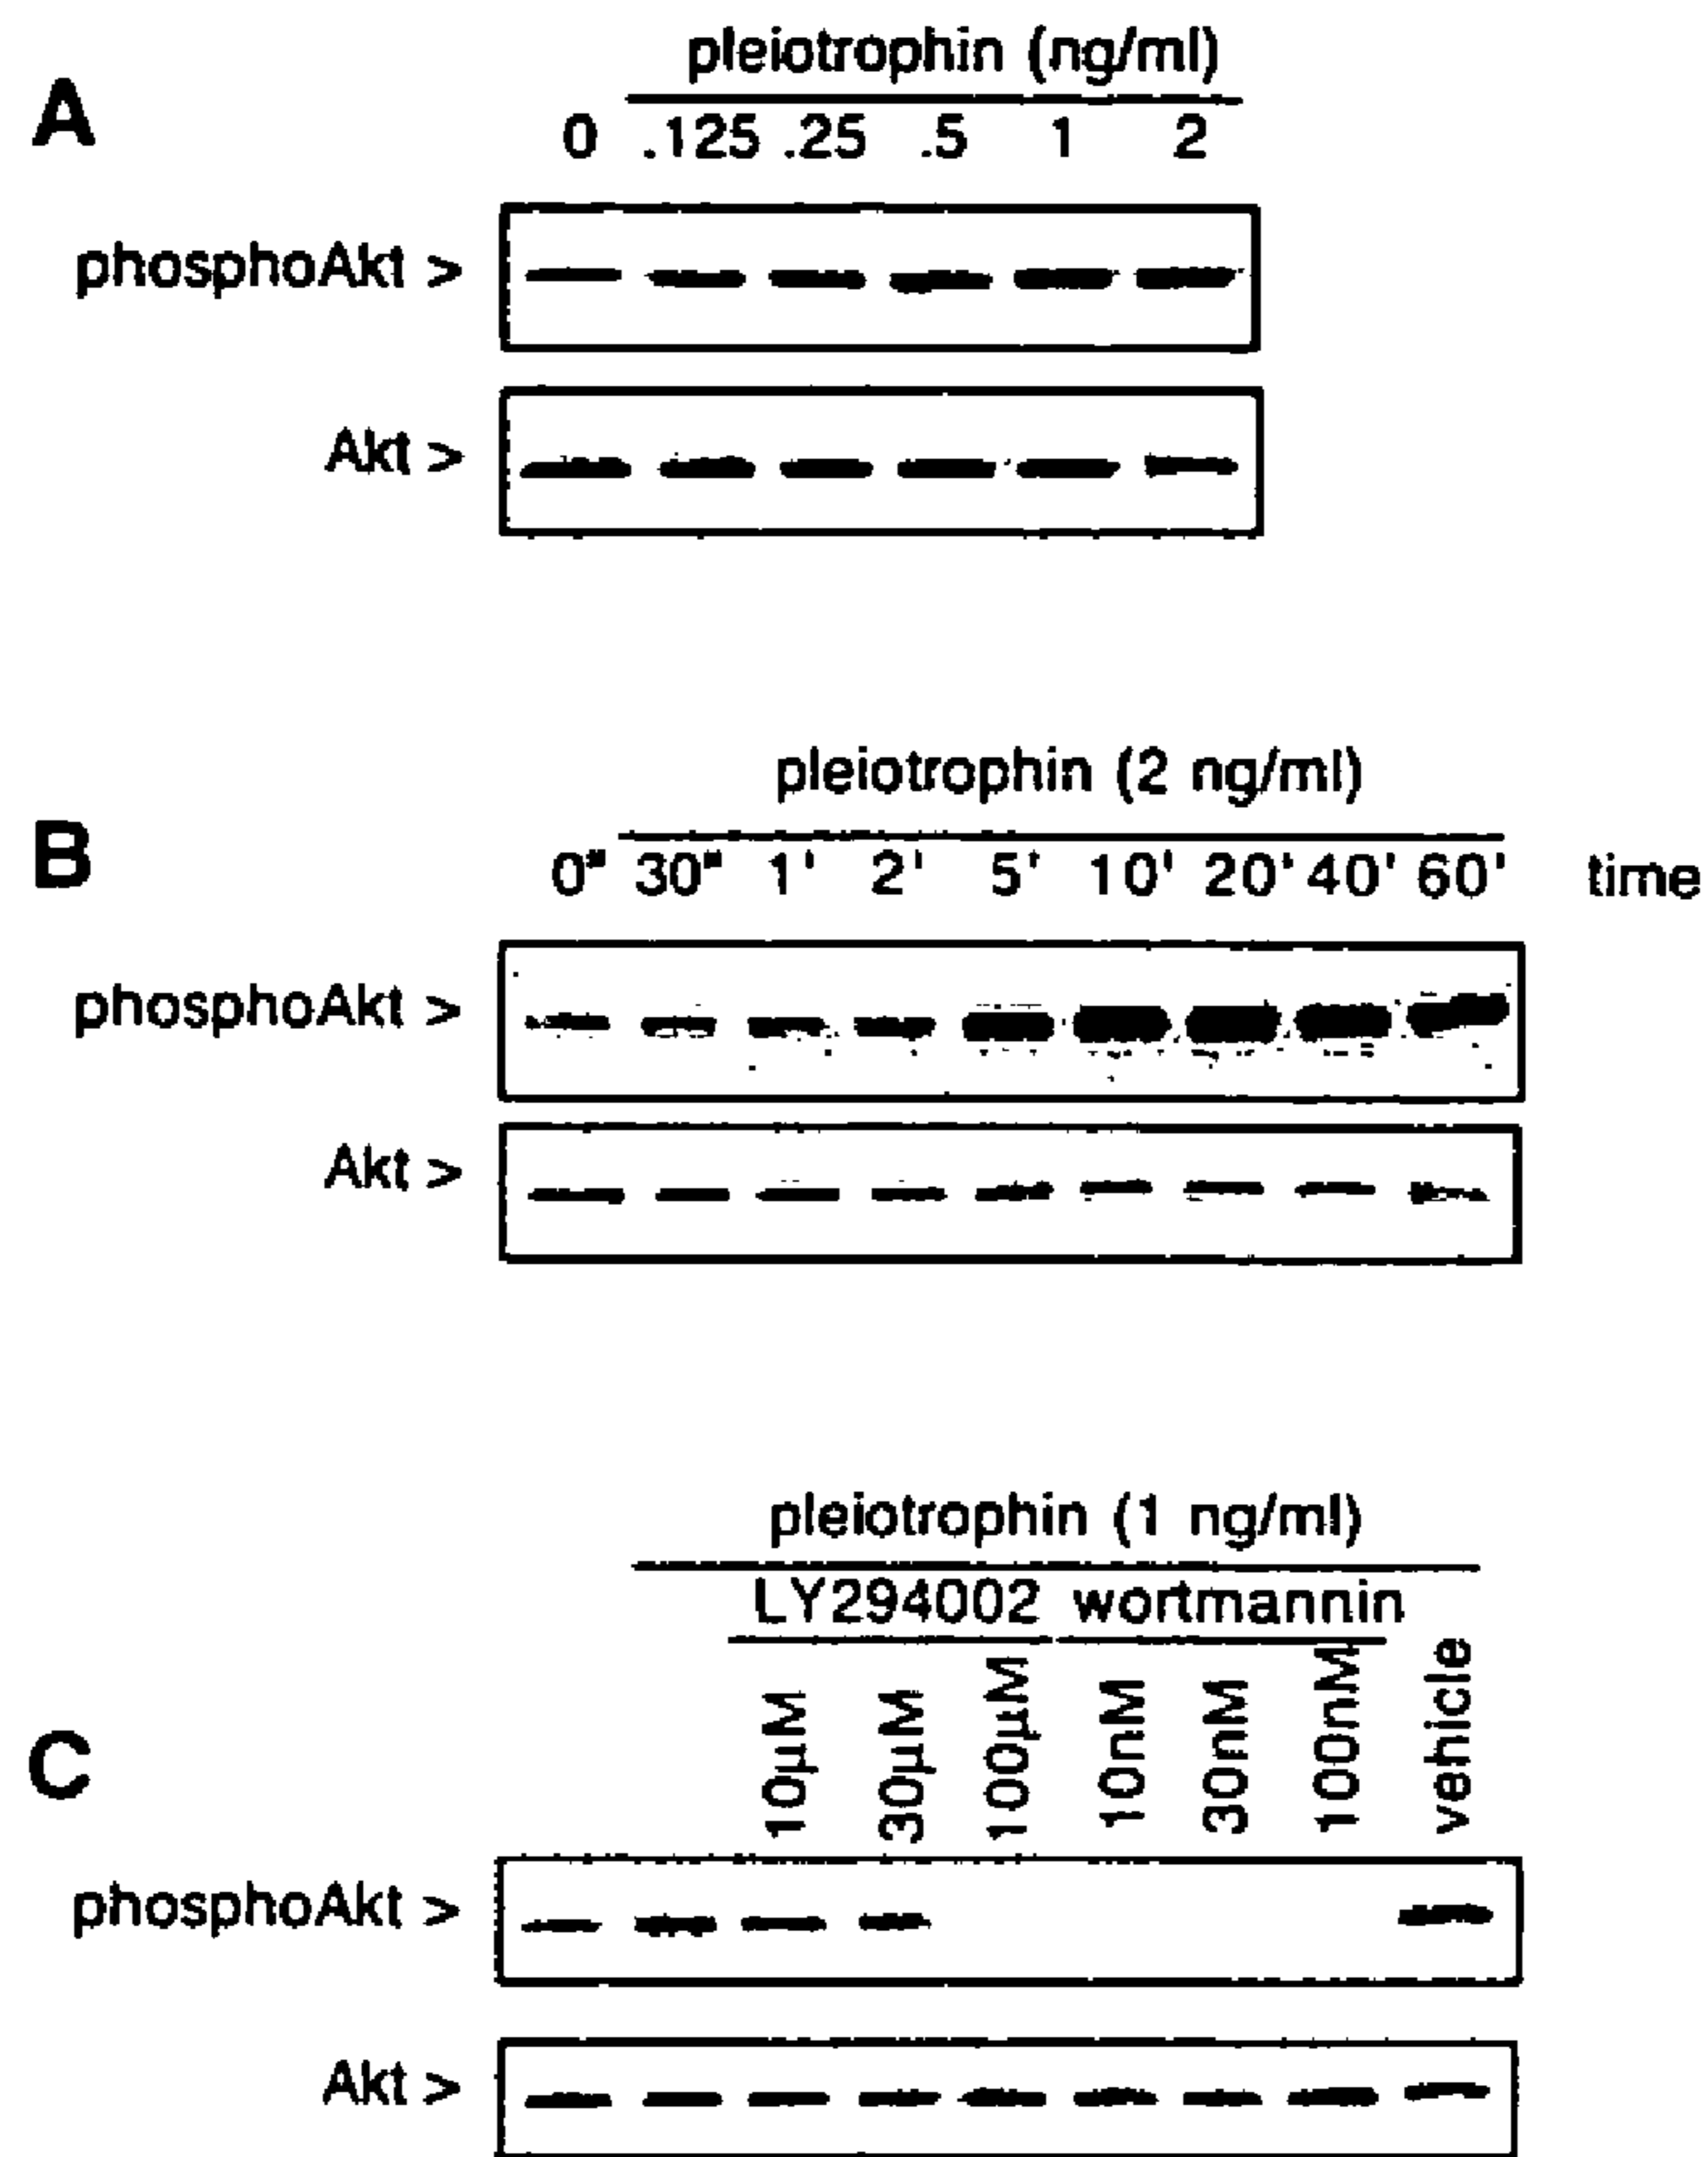 pleiotrophin (ng/ml)
A
0 .125 .25 .5 1 2
phosphoAkt >
Akt >
pleiotrophin (2 ng/ml)
B
0" 30" 1' 2' 5' 10' 20' 40' 60' time
phosphoAkt >
Akt >
pleiotrophin (1 ng/ml)
LY294002 wortmannin
C
10µM 30µM 100µM 10nM 30nM 100nM vehicle
phosphoAkt >
Akt >